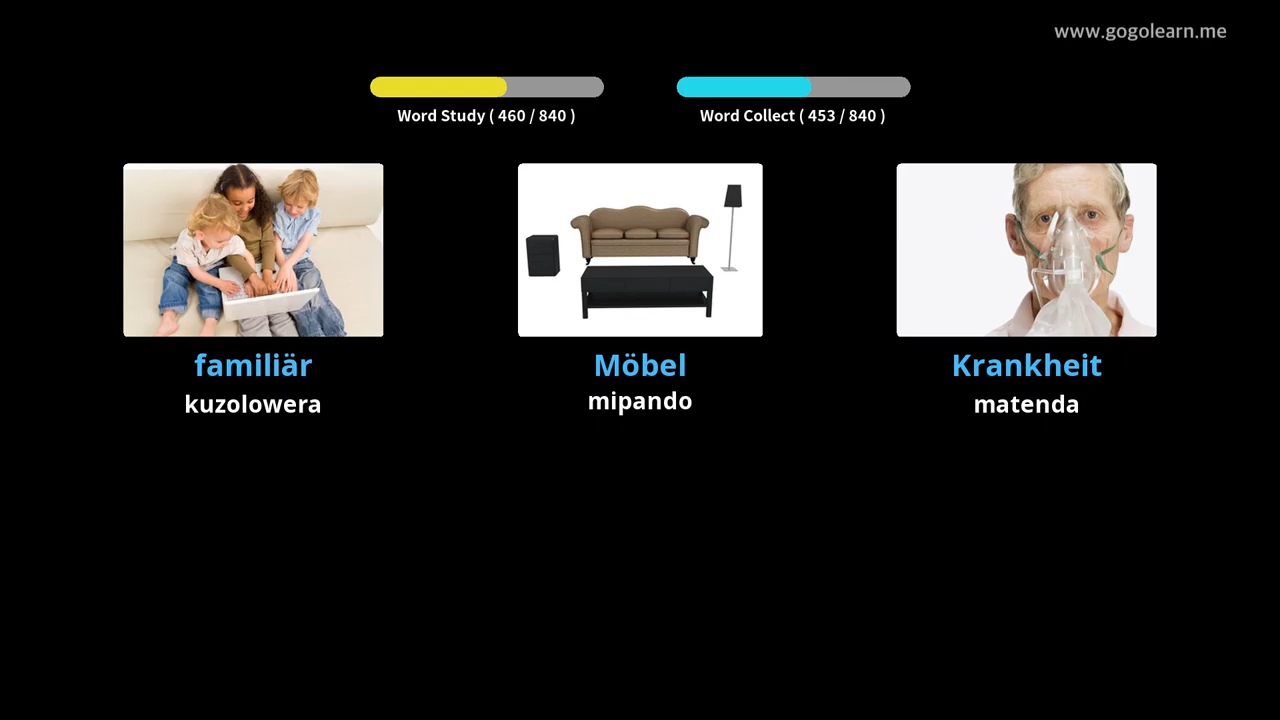 www.gogolearn.me
Word Study ( 460 / 840 )
Word Collect ( 453 / 840 )
familiär
kuzolowera
Möbel
mipando
Krankheit
matenda